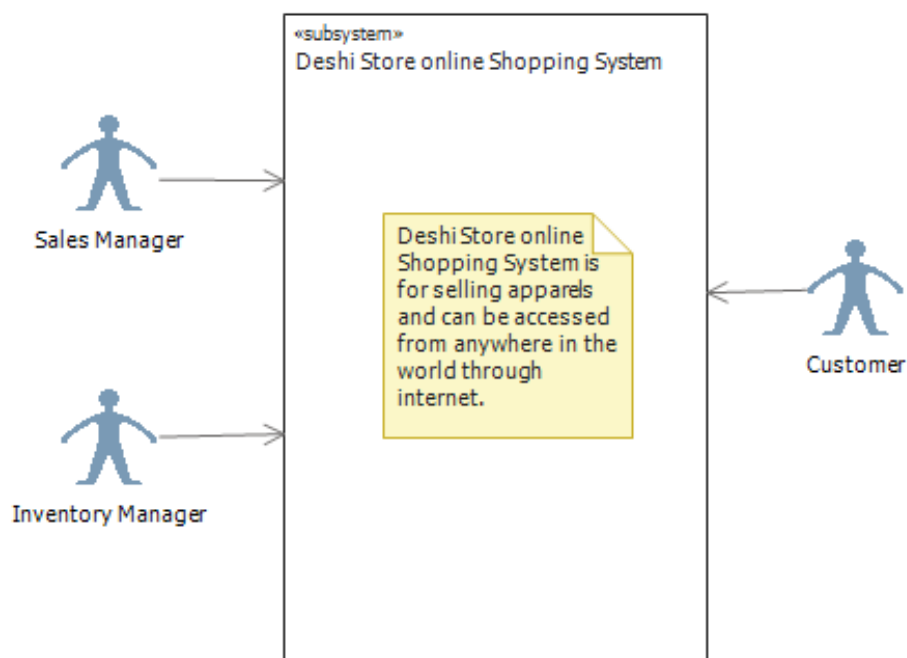 «subsystem»
Deshi Store online Shopping System
Sales Manager
Deshi Store online
Shopping System is
for selling apparels
and can be accessed
from anywhere in the
world through
internet.
Customer
Inventory Manager